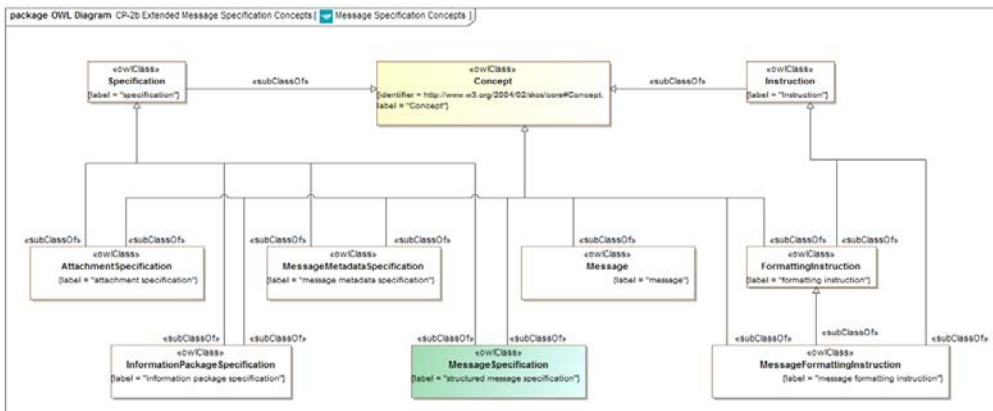 package OWL Diagram CP-2b Extended Message Specification Concepts[ Message Specification Concepts ]
«owlClass»
Specification
{label = "specification"}
«subClassOf»
«owlClass»
Concept
{identifier = http://www.w3.org/2004/02/skos/core#Concept,
label = "Concept"}
«subClassOf»
«owlClass»
Instruction
{label = "Instruction"}
«subClassOf»
«subClassOf»
«owlClass»
AttachmentSpecification
{label = "attachment specification"}
«subClassOf»
«subClassOf»
«owlClass»
MessageMetadataSpecification
{label = "message metadata specification"}
«subClassOf»
«owlClass»
Message
{label = "message"}
«subClassOf»
«subClassOf»
«owlClass»
FormattingInstruction
{label = "formatting instruction"}
«subClassOf»
«subClassOf»
«owlClass»
InformationPackageSpecification
{label = "information package specification"}
«subClassOf»
«subClassOf»
«owlClass»
MessageSpecification
{label = "structured message specification"}
«subClassOf»
«subClassOf»
«subClassOf»
«owlClass»
MessageFormattingInstruction
{label = "message formatting instruction"}